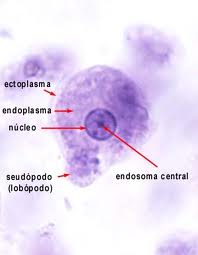 ectoplasma
endoplasma
núcleo
seudópodo
(lobópodo)
endosoma central